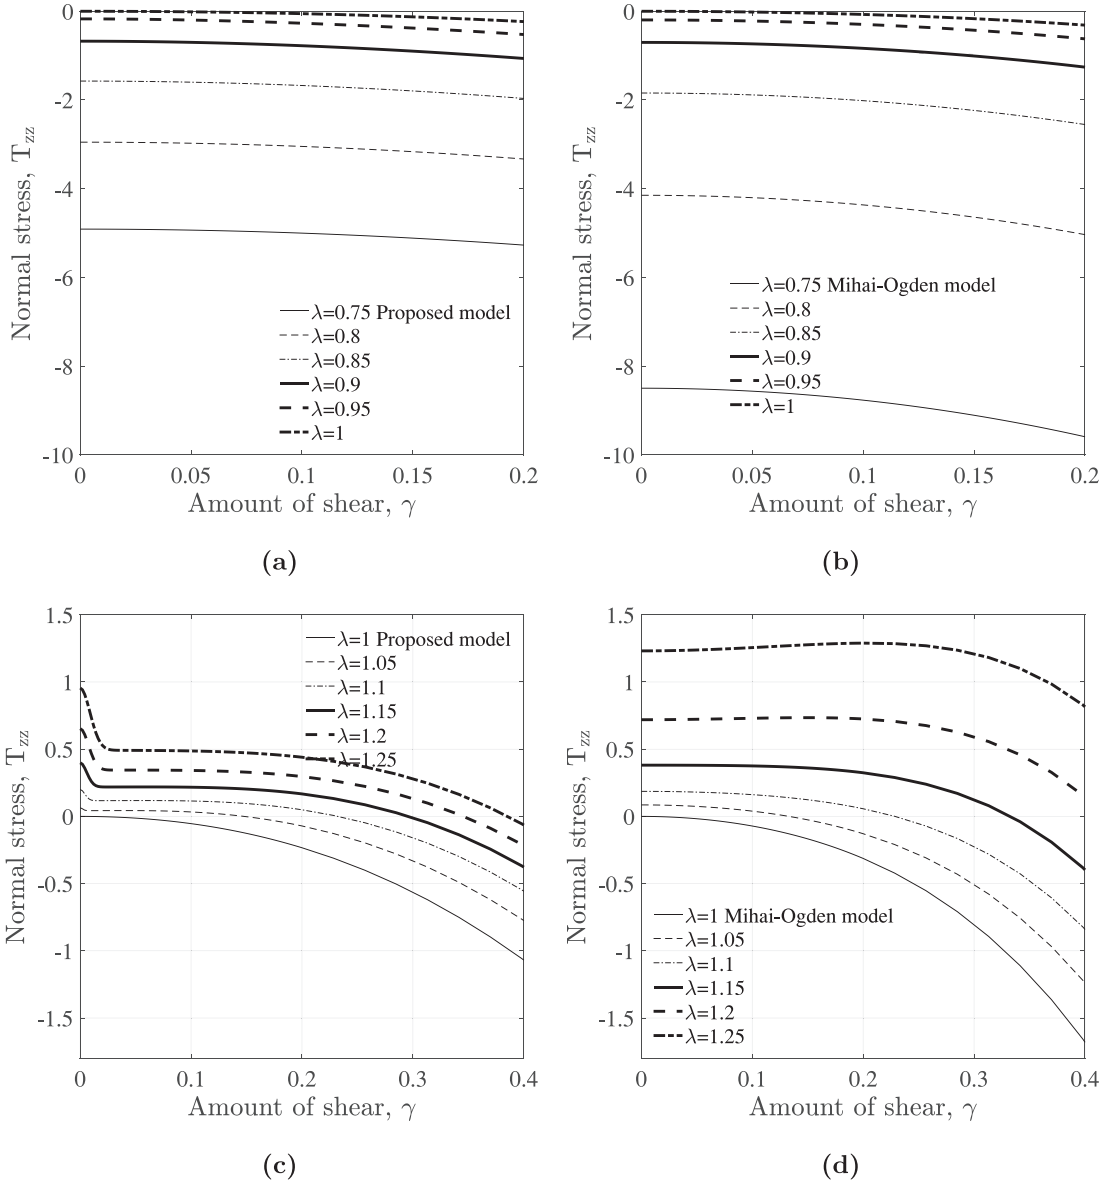 0
-2
-4
-6
-8
-10
Normal stress, T_zz
λ=0.75 Proposed model
λ=0.8
λ=0.85
λ=0.9
λ=0.95
λ=1
0 0.05 0.1 0.15 0.2
Amount of shear, γ
(a)
0
-2
-4
-6
-8
-10
Normal stress, T_zz
λ=0.75 Mihai-Ogden model
λ=0.8
λ=0.85
λ=0.9
λ=0.95
λ=1
0 0.05 0.1 0.15 0.2
Amount of shear, γ
(b)
1.5
1
0.5
0
-0.5
-1
-1.5
Normal stress, T_zz
λ=1 Proposed model
λ=1.05
λ=1.1
λ=1.15
λ=1.2
λ=1.25
0 0.1 0.2 0.3 0.4
Amount of shear, γ
(c)
1.5
1
0.5
0
-0.5
-1
-1.5
Normal stress, T_zz
λ=1 Mihai-Ogden model
λ=1.05
λ=1.1
λ=1.15
λ=1.2
λ=1.25
0 0.1 0.2 0.3 0.4
Amount of shear, γ
(d)